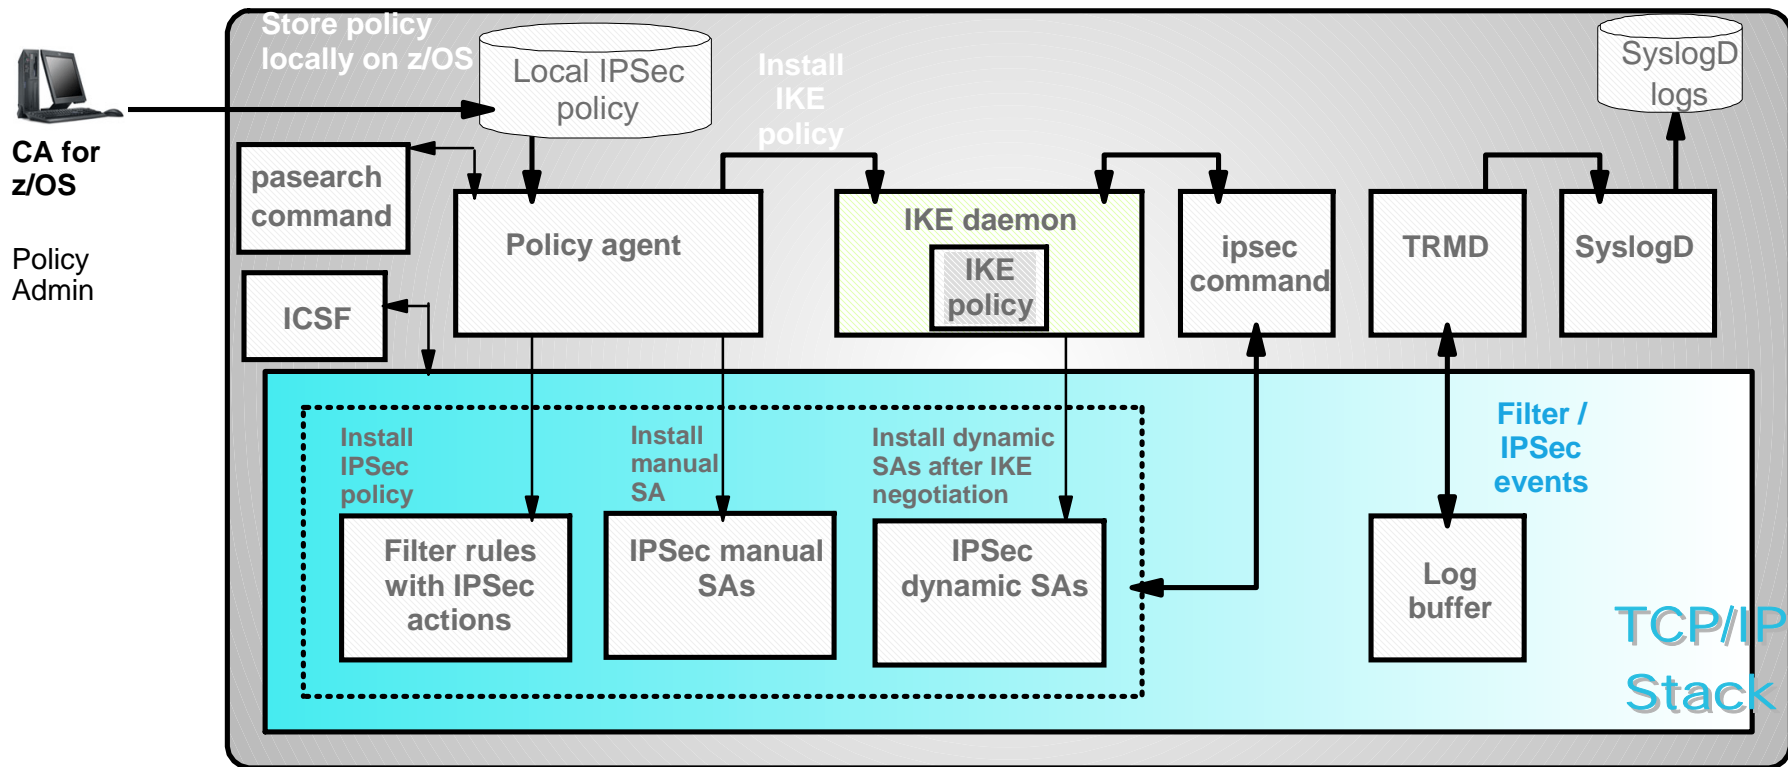 Store policy
locally on z/OS
Local IPSec
policy
Install
IKE
policy
SyslogD
logs
CA for
z/OS
Policy
Admin
pasearch
command
ICSF
Policy agent
IKE daemon
IKE
policy
ipsec
command
TRMD
SyslogD
Install
IPSec
policy
Install
manual
SA
Install dynamic
SAs after IKE
negotiation
Filter /
IPSec
events
Filter rules
with IPSec
actions
IPSec manual
SAs
IPSec
dynamic SAs
Log
buffer
TCP/IP
Stack